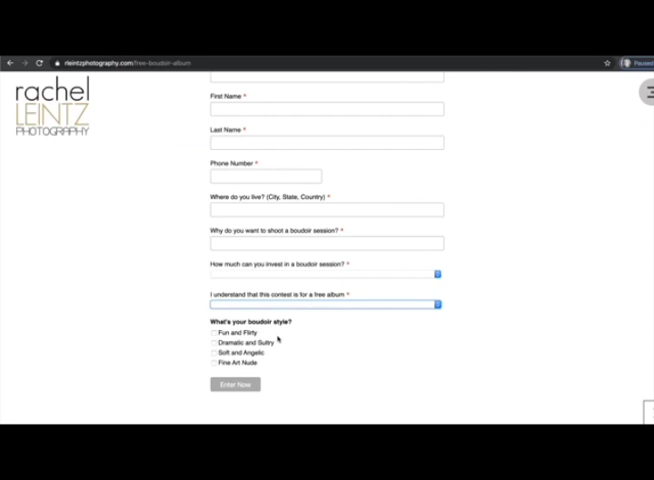 rleintzphotography.com/free-boudoir-album
Paused
rachel
LEINTZ
PHOTOGRAPHY
First Name *
Last Name *
Phone Number *
Where do you live? (City, State, Country) *
Why do you want to shoot a boudoir session? *
How much can you invest in a boudoir session? *
I understand that this contest is for a free album *
What's your boudoir style?
Fun and Flirty
Dramatic and Sultry
Soft and Angelic
Fine Art Nude
Enter Now